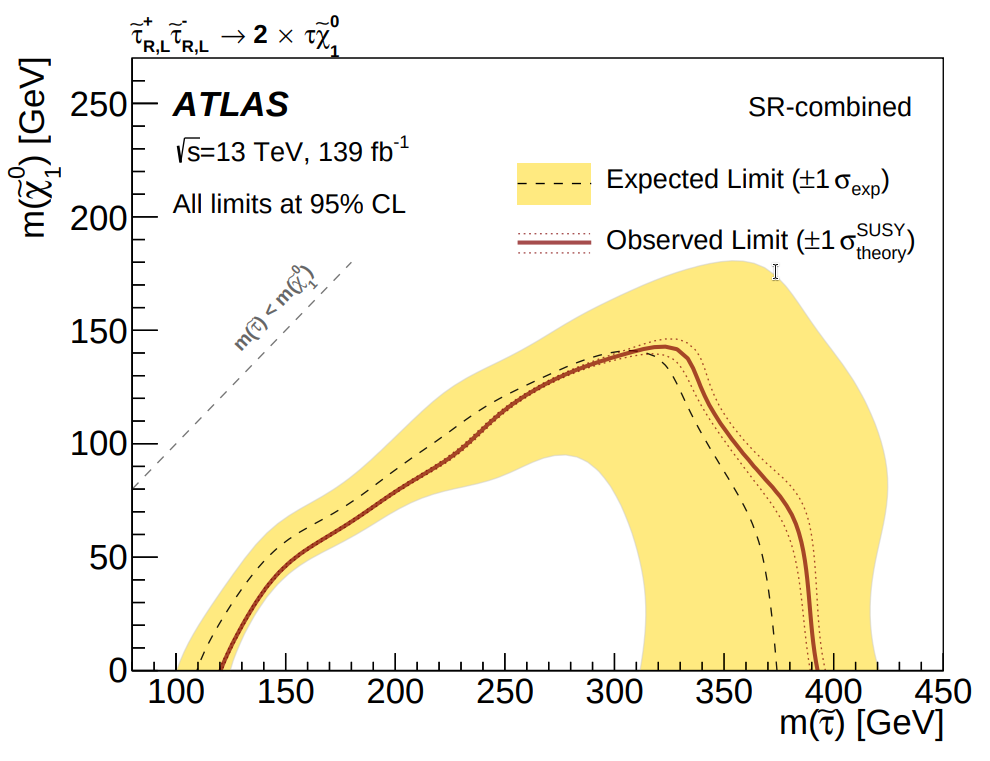 τ̃⁺R,L τ̃⁻R,L → 2 × τχ̃⁰₁
m(χ̃⁰₁) [GeV]
250
200
150
100
50
0
ATLAS
√s=13 TeV, 139 fb⁻¹
All limits at 95% CL
SR-combined
Expected Limit (±1 σexp)
Observed Limit (±1 σSUSYtheory)
m(τ̃) < m(χ̃⁰₁)
100 150 200 250 300 350 400 450
m(τ̃) [GeV]